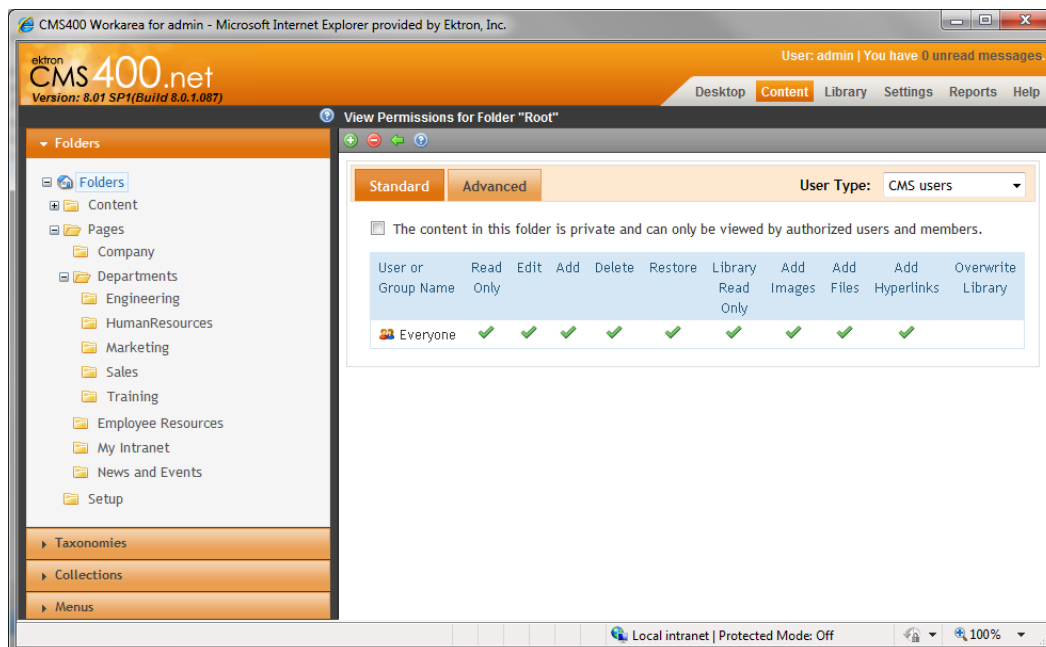 CMS400 Workarea for admin - Microsoft Internet Explorer provided by Ektron, Inc.
User: admin | You have 0 unread messages.
ektron
CMS400.net
Version: 8.01 SP1(Build 8.0.1.087)
Desktop Content Library Settings Reports Help
View Permissions for Folder "Root"
Folders
Folders
Content
Pages
Company
Departments
Engineering
HumanResources
Marketing
Sales
Training
Employee Resources
My Intranet
News and Events
Setup
Taxonomies
Collections
Menus
Standard Advanced User Type: CMS users
The content in this folder is private and can only be viewed by authorized users and members.
User or Read Edit Add Delete Restore Library Add Add Add Overwrite
Group Name Only Read Images Files Hyperlinks Library
Only
Everyone
Local intranet | Protected Mode: Off 100%